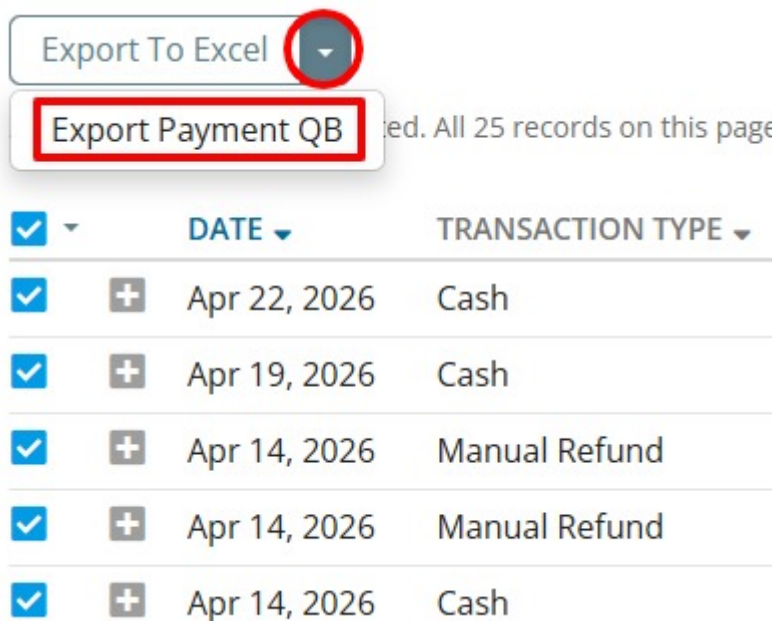 Export To Excel
Export Payment QB
ted. All 25 records on this page
DATE TRANSACTION TYPE
Apr 22, 2026 Cash
Apr 19, 2026 Cash
Apr 14, 2026 Manual Refund
Apr 14, 2026 Manual Refund
Apr 14, 2026 Cash